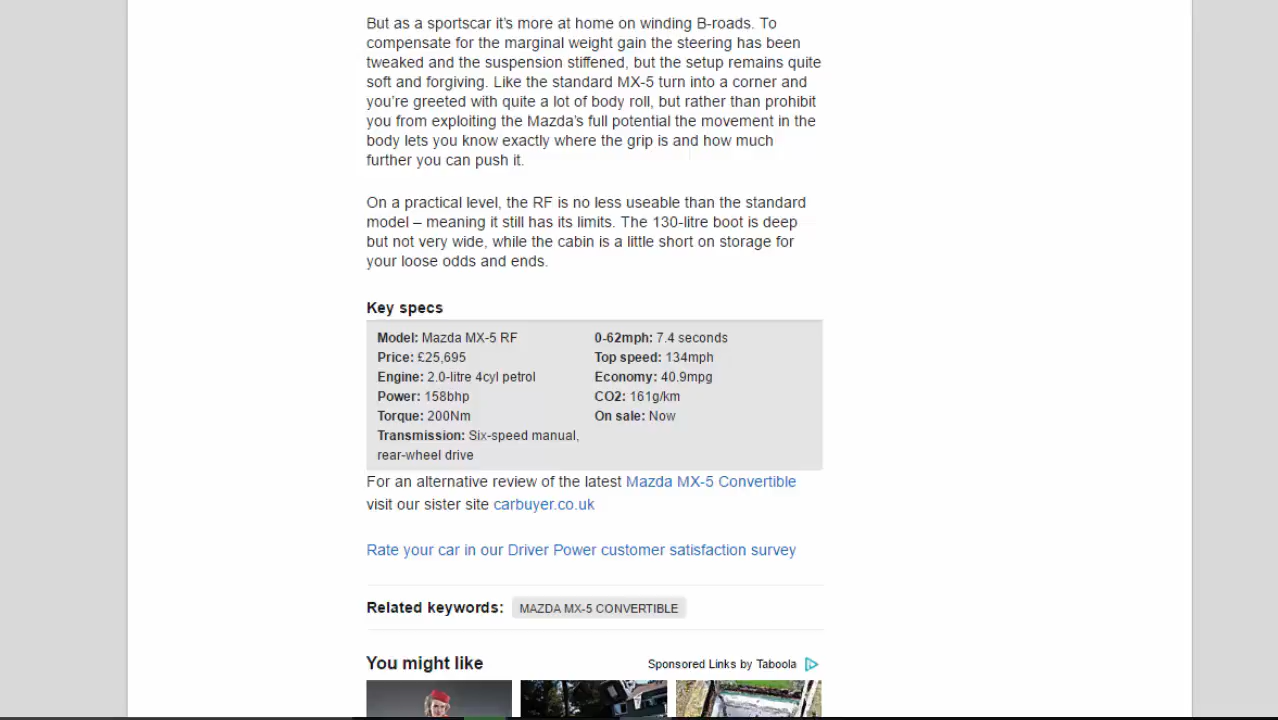 But as a sportscar it’s more at home on winding B-roads. To
compensate for the marginal weight gain the steering has been
tweaked and the suspension stiffened, but the setup remains quite
soft and forgiving. Like the standard MX-5 turn into a corner and
you’re greeted with quite a lot of body roll, but rather than prohibit
you from exploiting the Mazda’s full potential the movement in the
body lets you know exactly where the grip is and how much
further you can push it.
On a practical level, the RF is no less useable than the standard
model – meaning it still has its limits. The 130-litre boot is deep
but not very wide, while the cabin is a little short on storage for
your loose odds and ends.
Key specs
Model: Mazda MX-5 RF
Price: £25,695
Engine: 2.0-litre 4cyl petrol
Power: 158bhp
Torque: 200Nm
Transmission: Six-speed manual,
rear-wheel drive
0-62mph: 7.4 seconds
Top speed: 134mph
Economy: 40.9mpg
CO2: 161g/km
On sale: Now
For an alternative review of the latest Mazda MX-5 Convertible
visit our sister site carbuyer.co.uk
Rate your car in our Driver Power customer satisfaction survey
Related keywords: MAZDA MX-5 CONVERTIBLE
You might like
Sponsored Links by Taboola